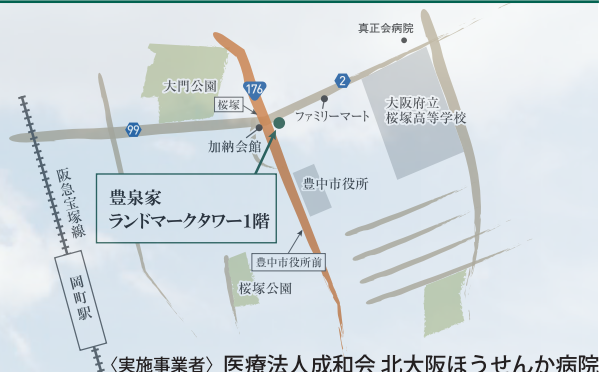 真正会病院
大門公園
176
2
桜塚
ファミリーマート
大阪府立
桜塚高等学校
99
加納会館
阪急宝塚線
豊中市役所
豊泉家
ランドマークタワー1階
豊中市役所前
岡町駅
桜塚公園
〈実施事業者〉医療法人成和会 北大阪ほうせんか病院